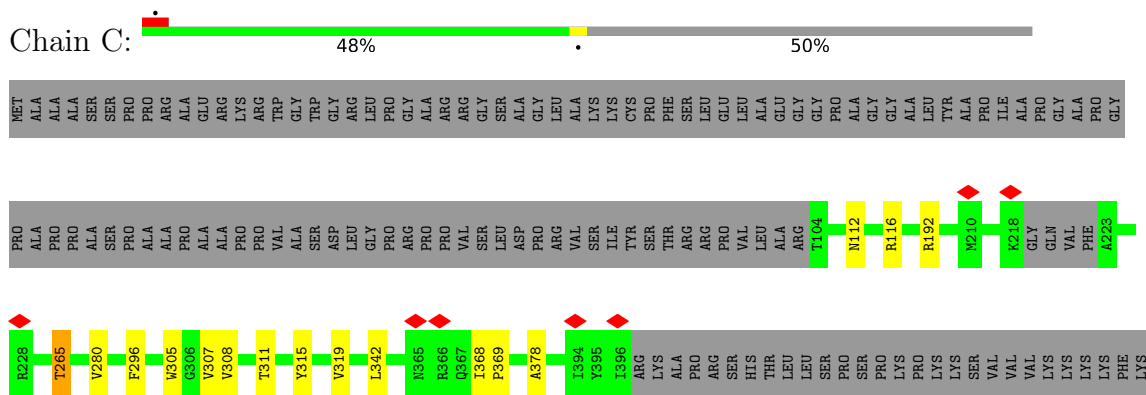 Chain C:
48%
50%
MET ALA ALA ALA SER SER PRO PRO ARG ALA GLU ARG LYS ARG TRP GLY TRP GLY ARG LEU PRO GLY ALA ARG ARG GLY SER ALA GLY LEU ALA LYS LYS CYS PRO PHE SER LEU GLU LEU ALA GLU GLY GLY PRO ALA GLY GLY ALA LEU TYR ALA PRO ILE ALA PRO GLY ALA PRO GLY
PRO ALA PRO PRO ALA SER PRO ALA ALA PRO ALA ALA PRO PRO VAL ALA SER ASP LEU GLY PRO ARG PRO PRO VAL SER LEU ASP PRO ARG VAL SER ILE TYR SER THR ARG ARG PRO VAL LEU ALA ARG T104 N112 R116 R192 M210 K218 GLY GLN VAL PHE A223
R228 T265 V280 F296 W305 G306 V307 V308 T311 Y315 V319 L342 N365 R366 Q367 I368 P369 A378 I394 Y395 I396 ARG LYS ALA PRO ARG SER HIS THR LEU LEU SER PRO SER PRO LYS PRO LYS LYS SER VAL VAL VAL LYS LYS LYS LYS PHE LYS